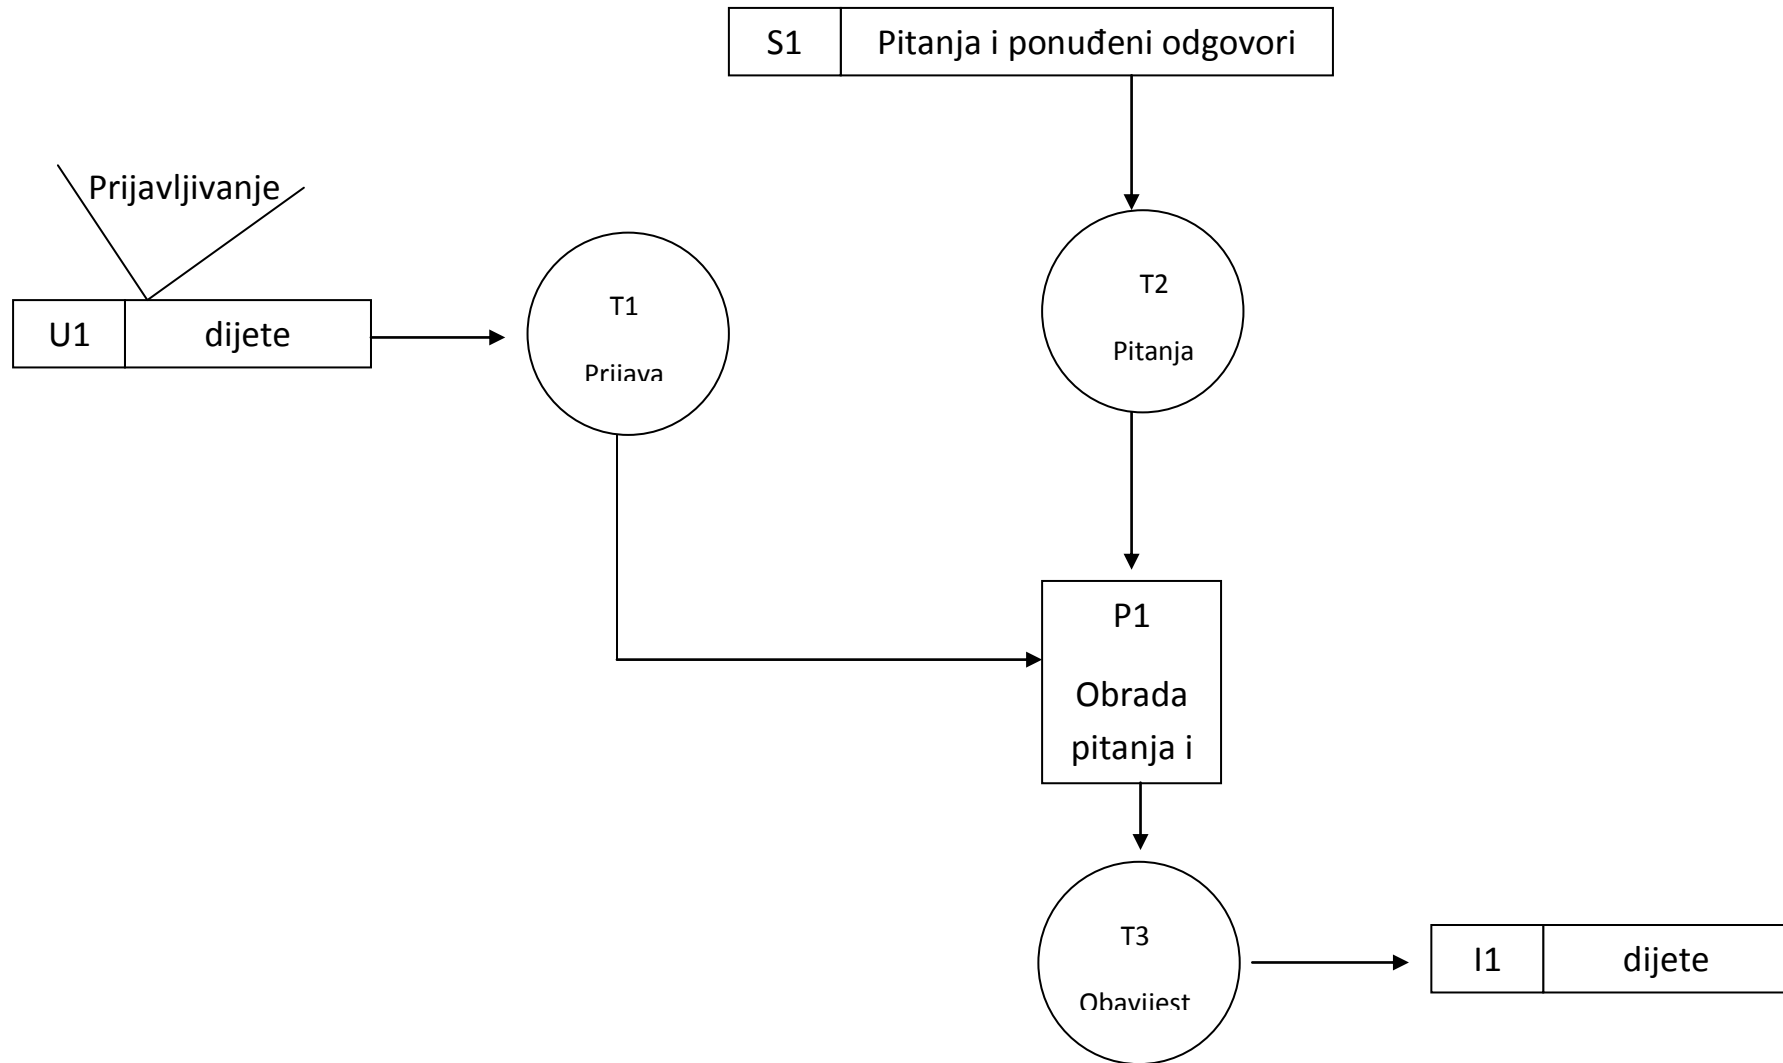 S1 Pitanja i ponuđeni odgovori
Prijavljivanje
U1 dijete
T1
Prijava
T2
Pitanja
P1
Obrada
pitanja i
T3
Obavijest
I1 dijete